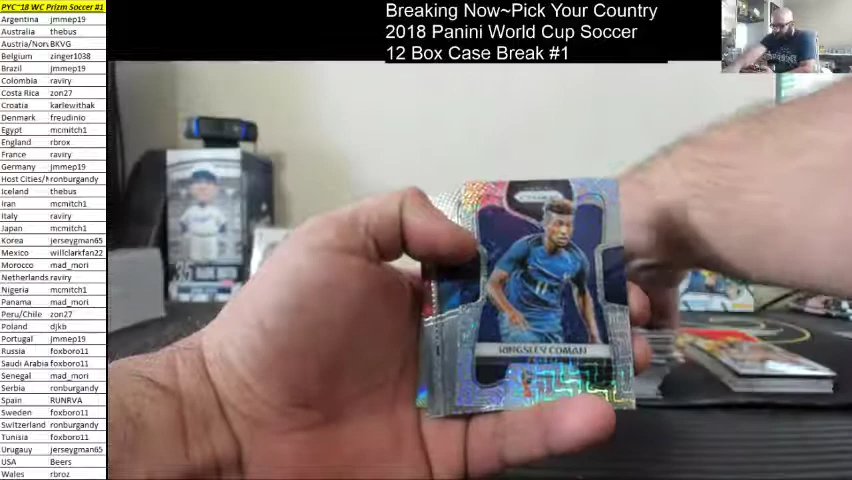 PYC~18 WC Prizm Soccer #1
Argentina jmmep19
Australia thebus
Austria/Nor BKVG
Belgium zinger1038
Brazil jmmep19
Colombia raviry
Costa Rica zon27
Croatia karlewithak
Denmark freudinio
Egypt mcmitch1
England rbrox
France raviry
Germany jmmep19
Host Cities/ ronburgandy
Iceland thebus
Iran mcmitch1
Italy raviry
Japan mcmitch1
Korea jerseygman65
Mexico willclarkfan22
Morocco mad_mori
Netherlands raviry
Nigeria mcmitch1
Panama mad_mori
Peru/Chile zon27
Poland djkb
Portugal jmmep19
Russia foxboro11
Saudi Arabia foxboro11
Senegal mad_mori
Serbia ronburgandy
Spain RUNRVA
Sweden foxboro11
Switzerland ronburgandy
Tunisia foxboro11
Urugauy jerseygman65
USA Beers
Wales rbroz
Breaking Now~Pick Your Country
2018 Panini World Cup Soccer
12 Box Case Break #1
KINGSLEY COMAN